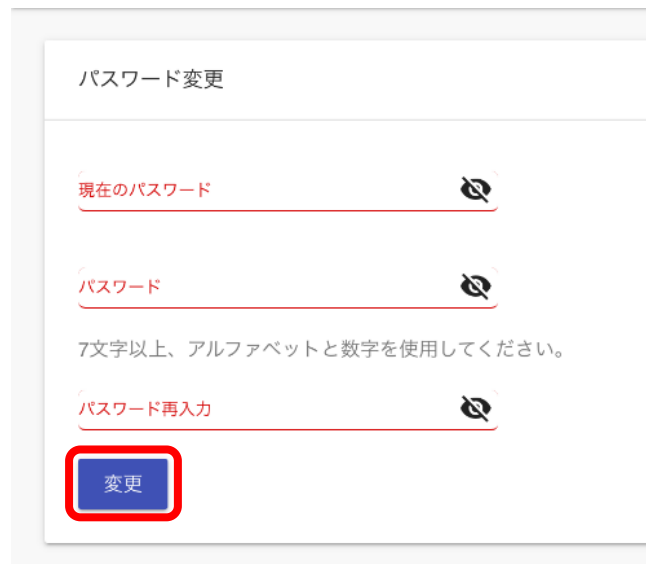 パスワード変更
現在のパスワード
パスワード
7文字以上、アルファベットと数字を使用してください。
パスワード再入力
変更